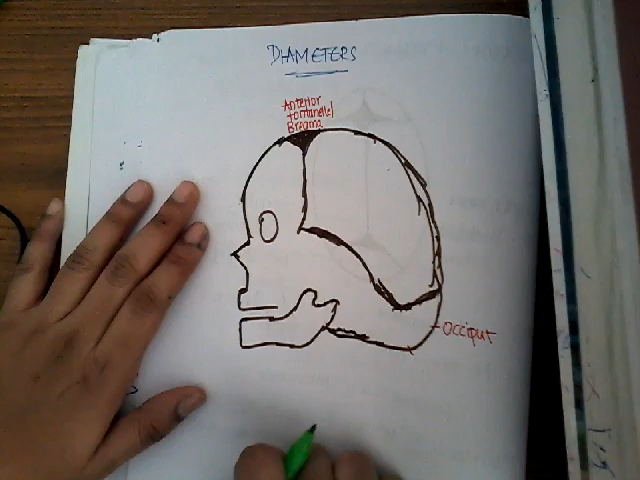 DIAMETERS
Anterior
fontanelle/
Bregma
Occiput